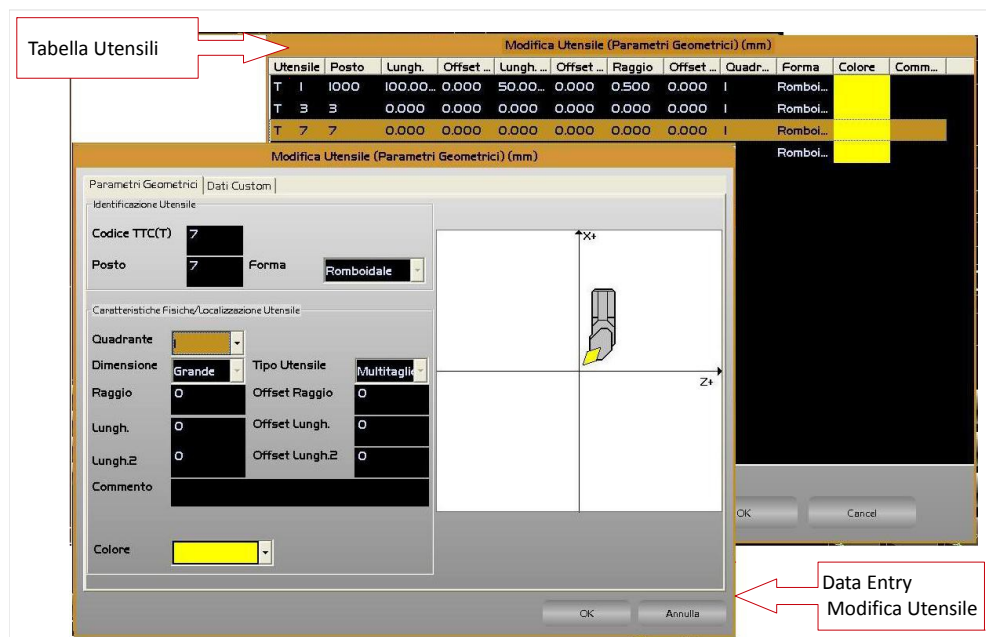 Tabella Utensili
Modifica Utensile (Parametri Geometrici) (mm)
Utensile Posto Lungh. Offset ... Lungh. ... Offset ... Raggio Offset ... Quadr... Forma Colore Comm...
T 1 1000 100.00... 0.000 50.00... 0.000 0.500 0.000 1 Romboi...
T 3 3 0.000 0.000 0.000 0.000 0.000 0.000 1 Romboi...
T 7 7 0.000 0.000 0.000 0.000 0.000 0.000 1 Romboi...
Romboi...
Modifica Utensile (Parametri Geometrici) (mm)
Parametri Geometrici Dati Custom
Identificazione Utensile
Codice TTC(T) 7
Posto 7 Forma Romboidale
Caratteristiche Fisiche/Localizzazione Utensile
Quadrante 1
Dimensione Grande Tipo Utensile Multitaglie
Raggio 0 Offset Raggio 0
Lungh. 0 Offset Lungh. 0
Lungh.2 0 Offset Lungh.2 0
Commento
Colore
X+
Z+
OK Cancel
OK Annulla
Data Entry
Modifica Utensile